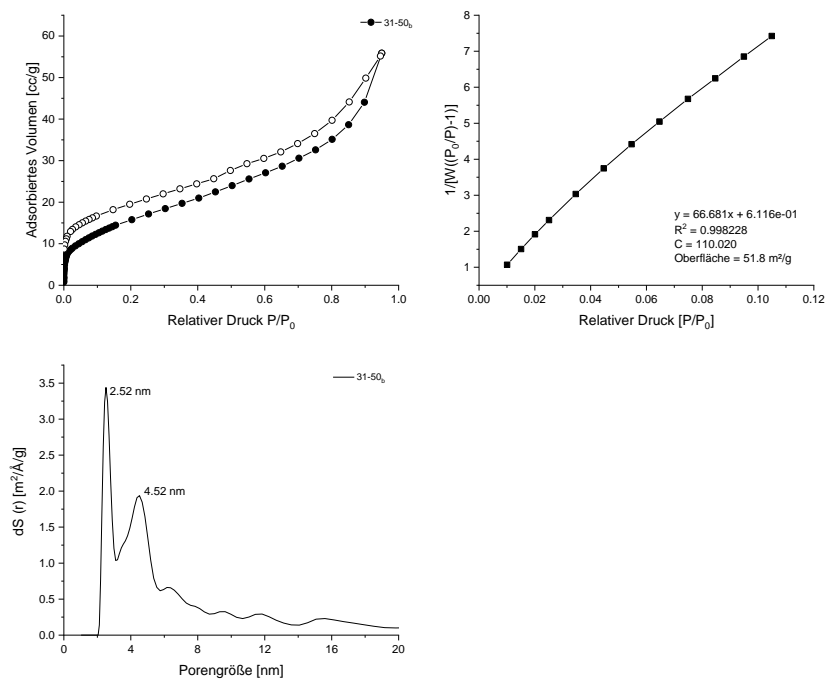 31-50b
Adsorbiertes Volumen [cc/g]
60
50
40
30
20
10
0
0.0 0.2 0.4 0.6 0.8 1.0
Relativer Druck P/P0
1/[W((P0/P)-1)]
8
7
6
5
4
3
2
1
y = 66.681x + 6.116e-01
R2 = 0.998228
C = 110.020
Oberfläche = 51.8 m²/g
0.00 0.02 0.04 0.06 0.08 0.10 0.12
Relativer Druck [P/P0]
31-50b
dS (r) [m2/Å/g]
3.5
3.0
2.5
2.0
1.5
1.0
0.5
0.0
2.52 nm
4.52 nm
0 4 8 12 16 20
Porengröße [nm]